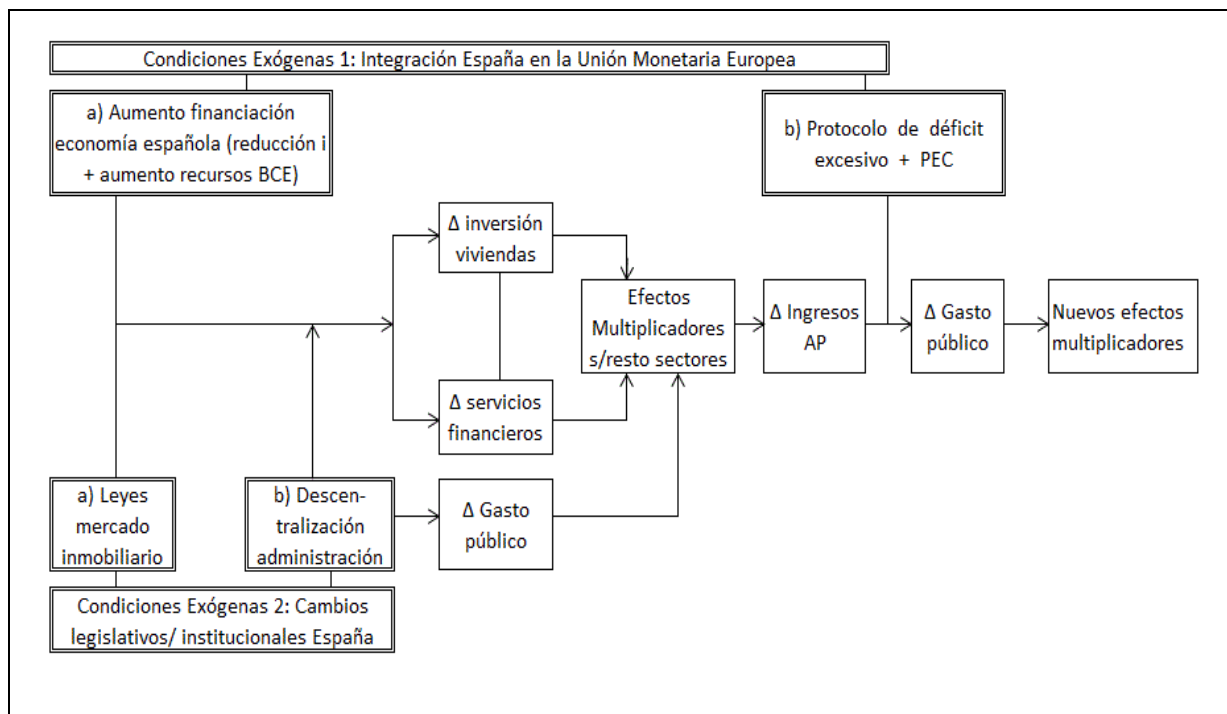 Condiciones Exógenas 1: Integración España en la Unión Monetaria Europea
a) Aumento financiación
economía española (reducción i
+ aumento recursos BCE)
b) Protocolo de déficit
excesivo + PEC
Δ inversión
viviendas
Efectos
Multiplicadores
s/resto sectores
Δ Ingresos
AP
Δ Gasto
público
Nuevos efectos
multiplicadores
Δ servicios
financieros
a) Leyes
mercado
inmobiliario
b) Descen-
tralización
administración
Δ Gasto
público
Condiciones Exógenas 2: Cambios
legislativos/ institucionales España